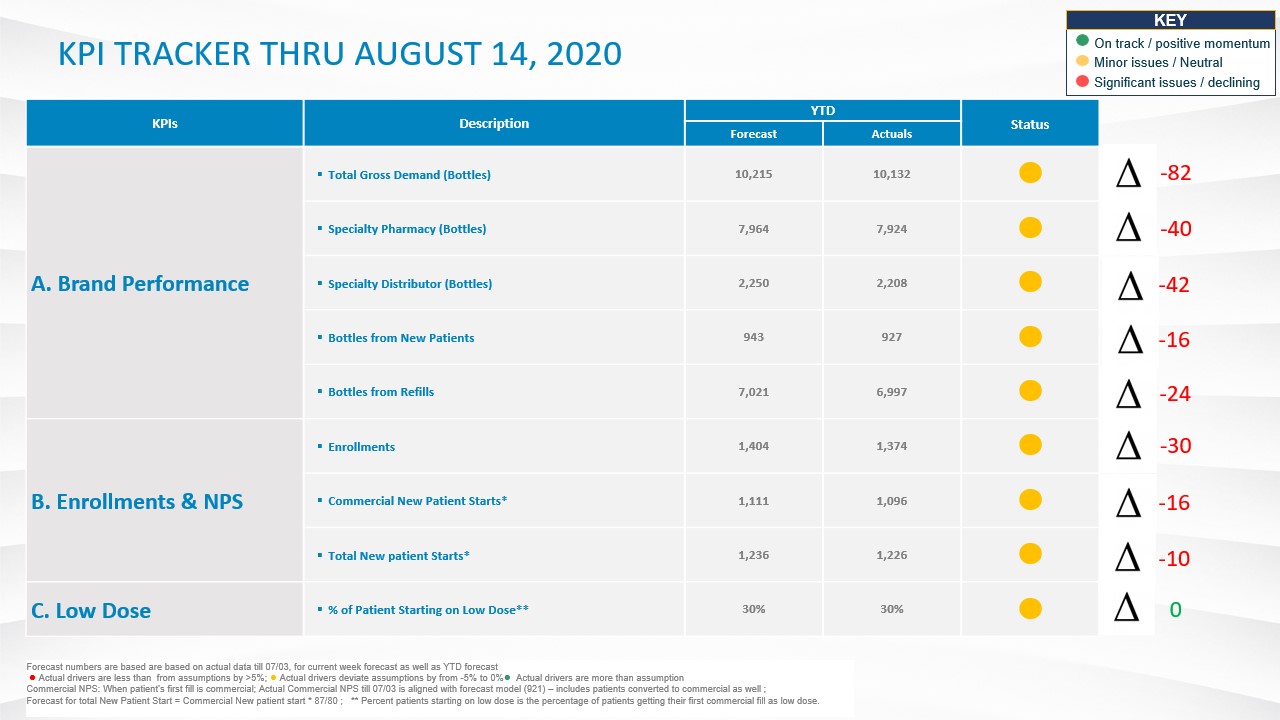 KPI TRACKER THRU AUGUST 14, 2020
KEY
On track / positive momentum
Minor issues / Neutral
Significant issues / declining
KPIs Description YTD Status
Forecast Actuals
A. Brand Performance
▪ Total Gross Demand (Bottles) 10,215 10,132 Δ -82
▪ Specialty Pharmacy (Bottles) 7,964 7,924 Δ -40
▪ Specialty Distributor (Bottles) 2,250 2,208 Δ -42
▪ Bottles from New Patients 943 927 Δ -16
▪ Bottles from Refills 7,021 6,997 Δ -24
B. Enrollments & NPS
▪ Enrollments 1,404 1,374 Δ -30
▪ Commercial New Patient Starts* 1,111 1,096 Δ -16
▪ Total New patient Starts* 1,236 1,226 Δ -10
C. Low Dose
▪ % of Patient Starting on Low Dose** 30% 30% Δ 0
Forecast numbers are based are based on actual data till 07/03, for current week forecast as well as YTD forecast
Actual drivers are less than from assumptions by >5%; Actual drivers deviate assumptions by from -5% to 0% Actual drivers are more than assumption
Commercial NPS: When patient's first fill is commercial; Actual Commercial NPS till 07/03 is aligned with forecast model (921) – includes patients converted to commercial as well ;
Forecast for total New Patient Start = Commercial New patient start * 87/80 ; ** Percent patients starting on low dose is the percentage of patients getting their first commercial fill as low dose.